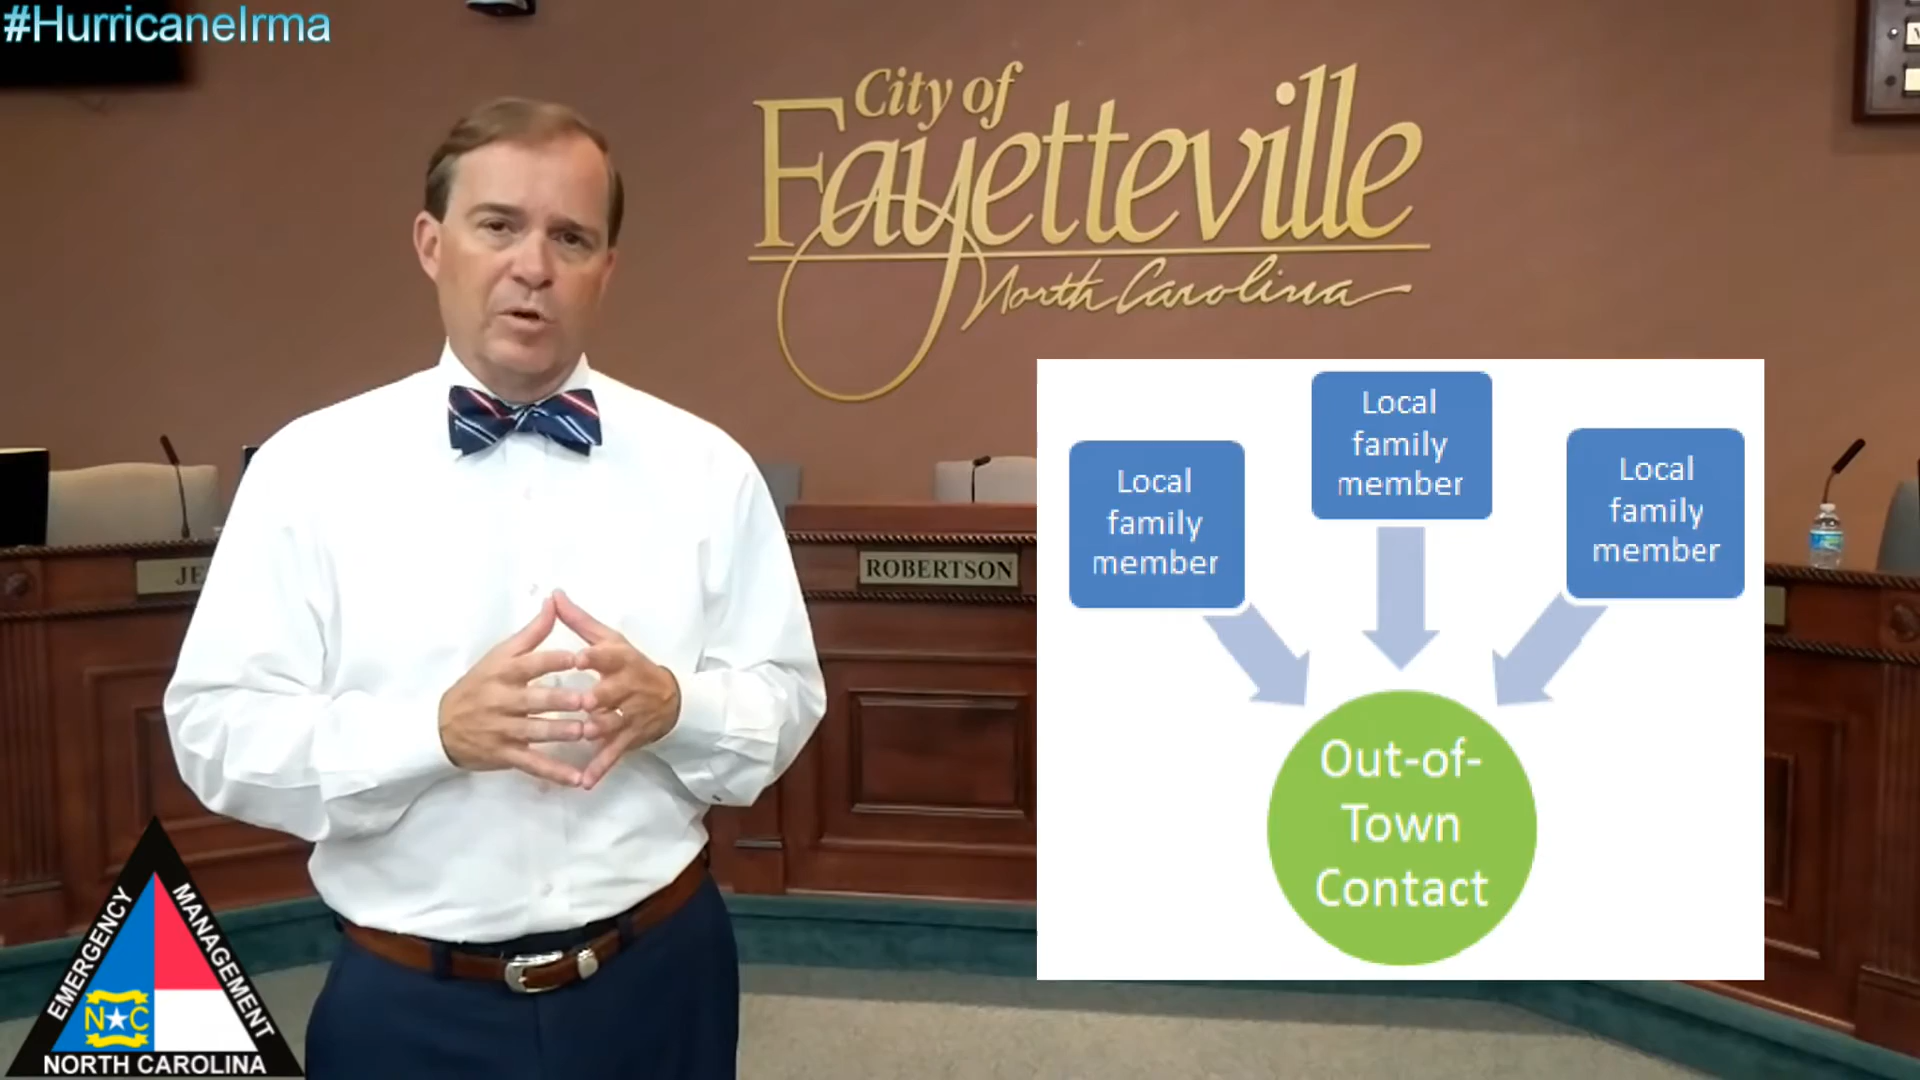 #HurricaneIrma
City of
Fayetteville
North Carolina
ROBERTSON
Local
family
member
Local
family
member
Local
family
member
Out-of-
Town
Contact
EMERGENCY
MANAGEMENT
NC
NORTH CAROLINA